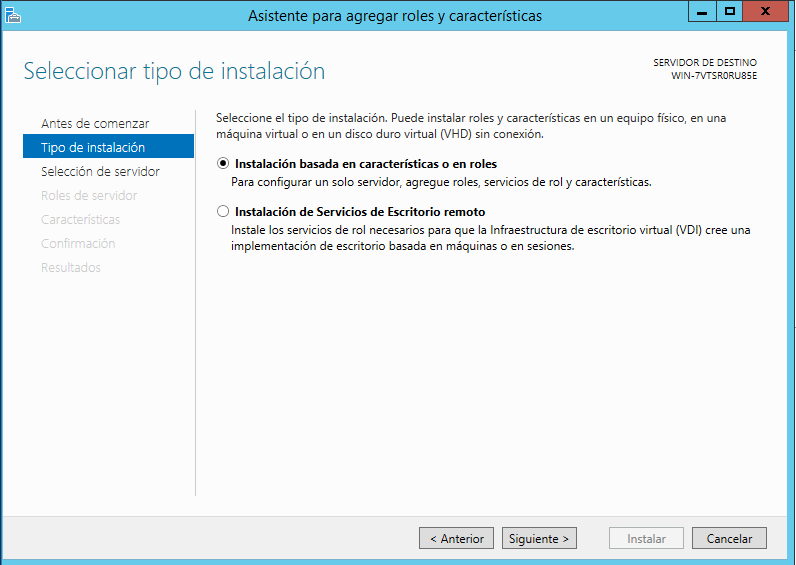 Asistente para agregar roles y características
Seleccionar tipo de instalación
SERVIDOR DE DESTINO
WIN-7VTSR0RU85E
Antes de comenzar
Tipo de instalación
Selección de servidor
Roles de servidor
Características
Confirmación
Resultados
Seleccione el tipo de instalación. Puede instalar roles y características en un equipo físico, en una
máquina virtual o en un disco duro virtual (VHD) sin conexión.
Instalación basada en características o en roles
Para configurar un solo servidor, agregue roles, servicios de rol y características.
Instalación de Servicios de Escritorio remoto
Instale los servicios de rol necesarios para que la Infraestructura de escritorio virtual (VDI) cree una
implementación de escritorio basada en máquinas o en sesiones.
< Anterior
Siguiente >
Instalar
Cancelar